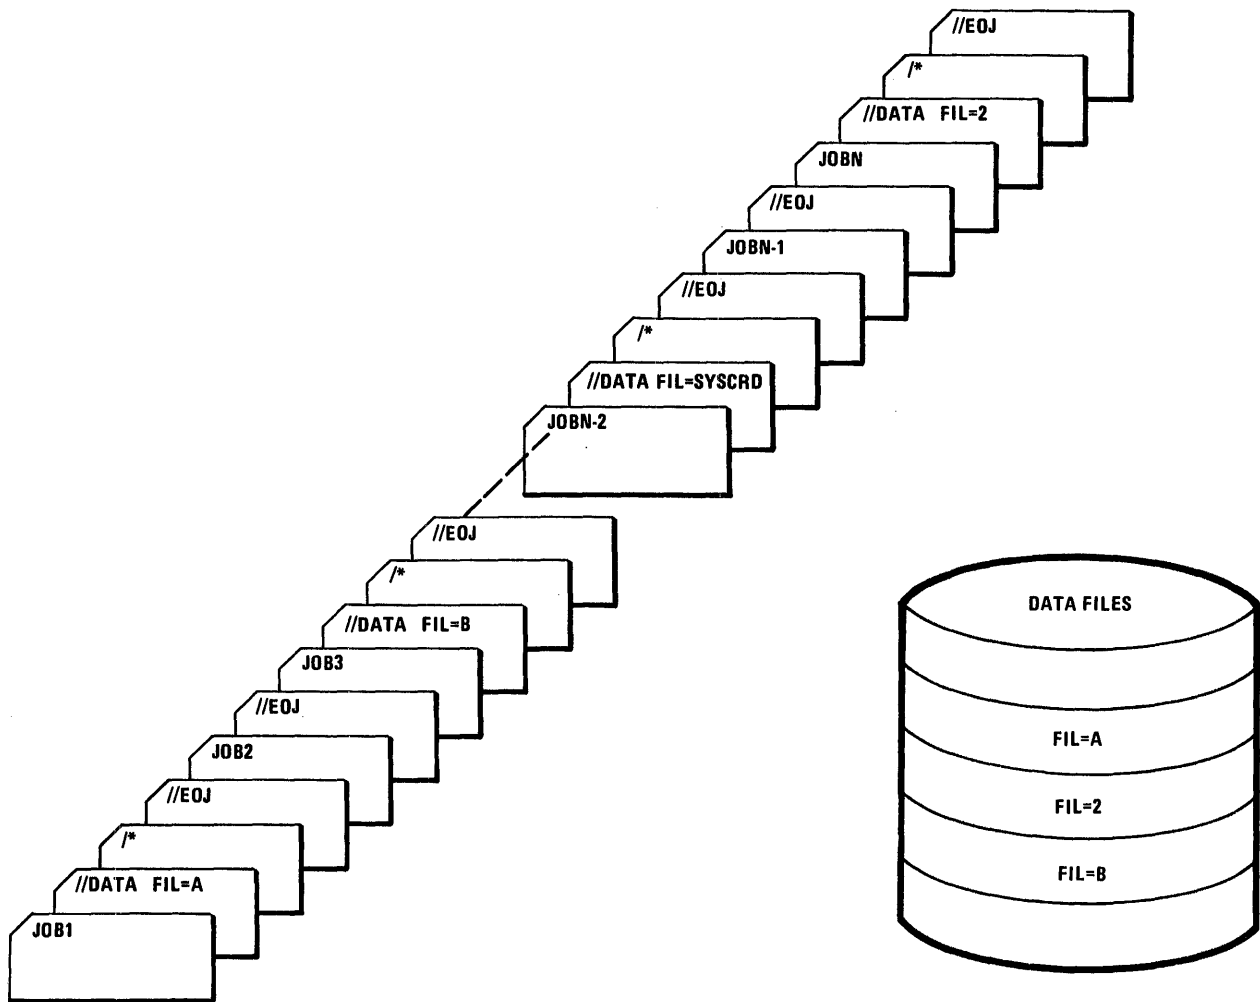 //EOJ
/*
//DATA FIL=2
JOBN
//EOJ
JOBN-1
//EOJ
/*
//DATA FIL=SYSCRD
JOBN-2
//EOJ
/*
//DATA FIL=B
JOB3
//EOJ
JOB2
//EOJ
/*
//DATA FIL=A
JOB1
DATA FILES
FIL=A
FIL=2
FIL=B